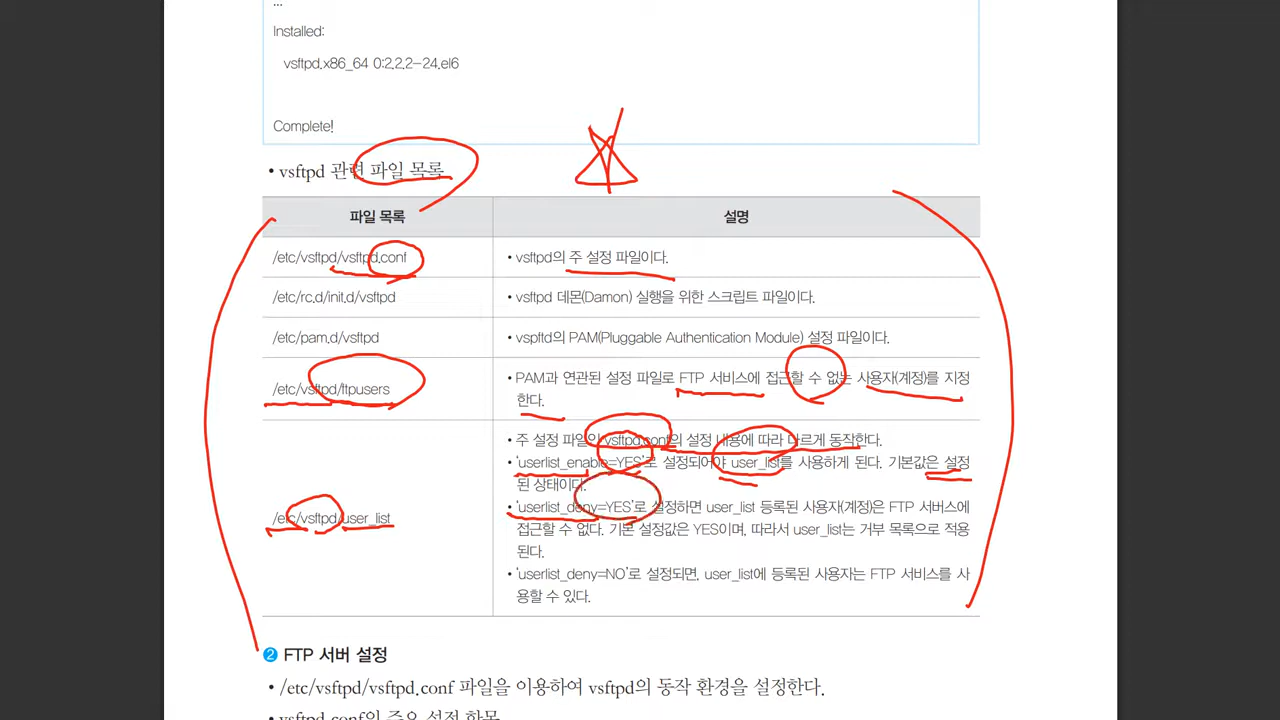 ...
Installed:
vsftpd.x86_64 0:2.2.2-24.el6
Complete!
• vsftpd 관련 파일 목록
파일 목록
설명
/etc/vsftpd/vsftpd.conf
• vsftpd의 주 설정 파일이다.
/etc/rc.d/init.d/vsftpd
• vsftpd 데몬(Damon) 실행을 위한 스크립트 파일이다.
/etc/pam.d/vsftpd
• vspftd의 PAM(Pluggable Authentication Module) 설정 파일이다.
/etc/vsftpd/ftpusers
• PAM과 연관된 설정 파일로 FTP 서비스에 접근할 수 없는 사용자(계정)를 지정
한다.
/etc/vsftpd/user_list
• 주 설정 파일인 vsftpd.conf의 설정 내용에 따라 다르게 동작한다.
• 'userlist_enable=YES'로 설정되어야 user_list를 사용하게 된다. 기본값은 설정
된 상태이다.
• 'userlist_deny=YES'로 설정하면 user_list 등록된 사용자(계정)은 FTP 서버스에
접근할 수 없다. 기본 설정값은 YES이며, 따라서 user_list는 거부 목록으로 적용
된다.
• 'userlist_deny=NO'로 설정되면, user_list에 등록된 사용자는 FTP 서비스를 사
용할 수 있다.
2 FTP 서버 설정
• /etc/vsftpd/vsftpd.conf 파일을 이용하여 vsftpd의 동작 환경을 설정한다.
• vsftpd.conf의 주요 설정 항목